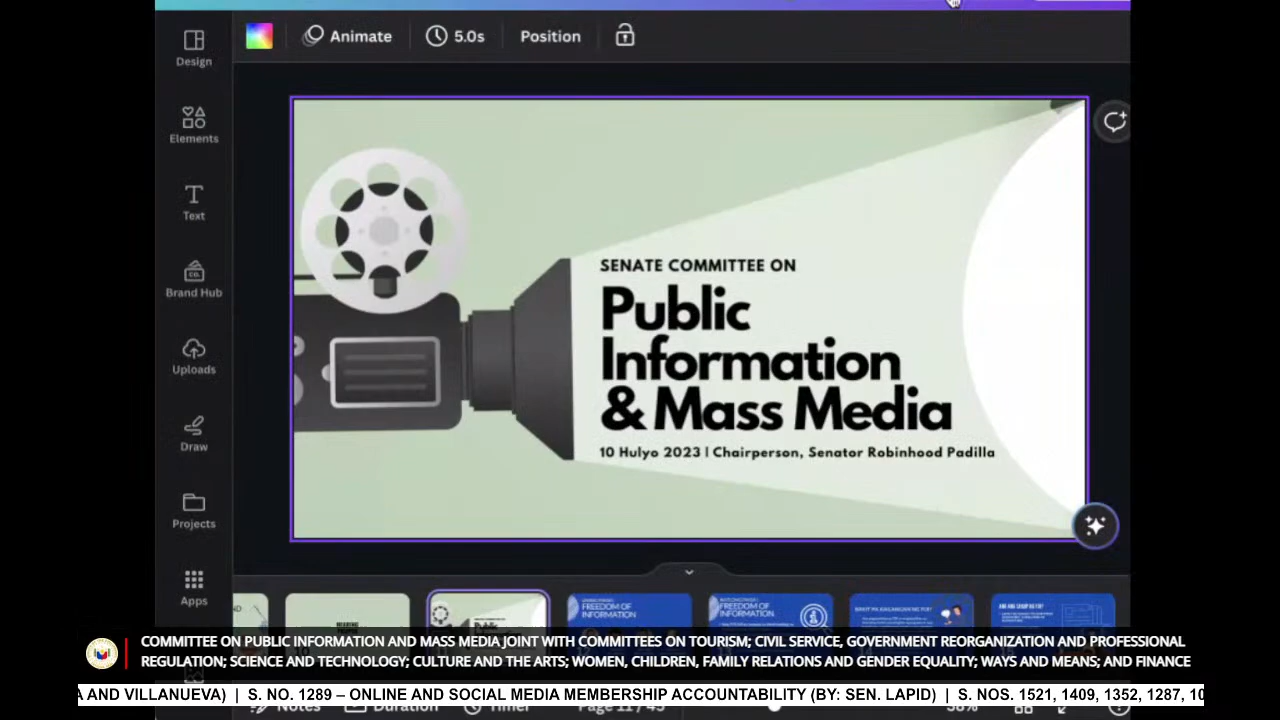 Animate
5.0s
Position
Design
Elements
Text
Brand Hub
Uploads
Draw
Projects
Apps
SENATE COMMITTEE ON
Public
Information
& Mass Media
10 Hulyo 2023 | Chairperson, Senator Robinhood Padilla
FREEDOM OF
INFORMATION
FREEDOM OF
INFORMATION
COMMITTEE ON PUBLIC INFORMATION AND MASS MEDIA JOINT WITH COMMITTEES ON TOURISM; CIVIL SERVICE, GOVERNMENT REORGANIZATION AND PROFESSIONAL
REGULATION; SCIENCE AND TECHNOLOGY; CULTURE AND THE ARTS; WOMEN, CHILDREN, FAMILY RELATIONS AND GENDER EQUALITY; WAYS AND MEANS; AND FINANCE
A AND VILLANUEVA) | S. NO. 1289 – ONLINE AND SOCIAL MEDIA MEMBERSHIP ACCOUNTABILITY (BY: SEN. LAPID) | S. NOS. 1521, 1409, 1352, 1287, 10
Notes
Duration
Timer